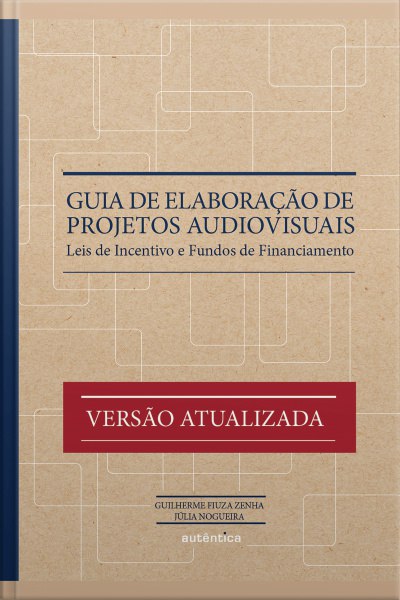 GUIA DE ELABORAÇÃO DE
PROJETOS AUDIOVISUAIS
Leis de Incentivo e Fundos de Financiamento
VERSÃO ATUALIZADA
GUILHERME FIUZA ZENHA
JÚLIA NOGUEIRA
autêntica